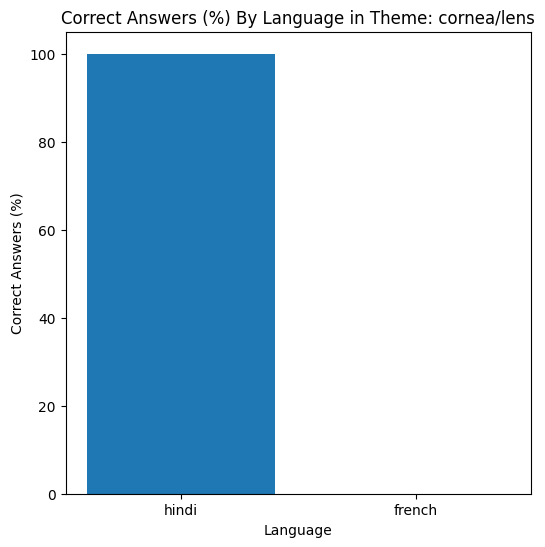 Correct Answers (%) By Language in Theme: cornea/lens
100
80
60
40
20
0
Correct Answers (%)
hindi
french
Language